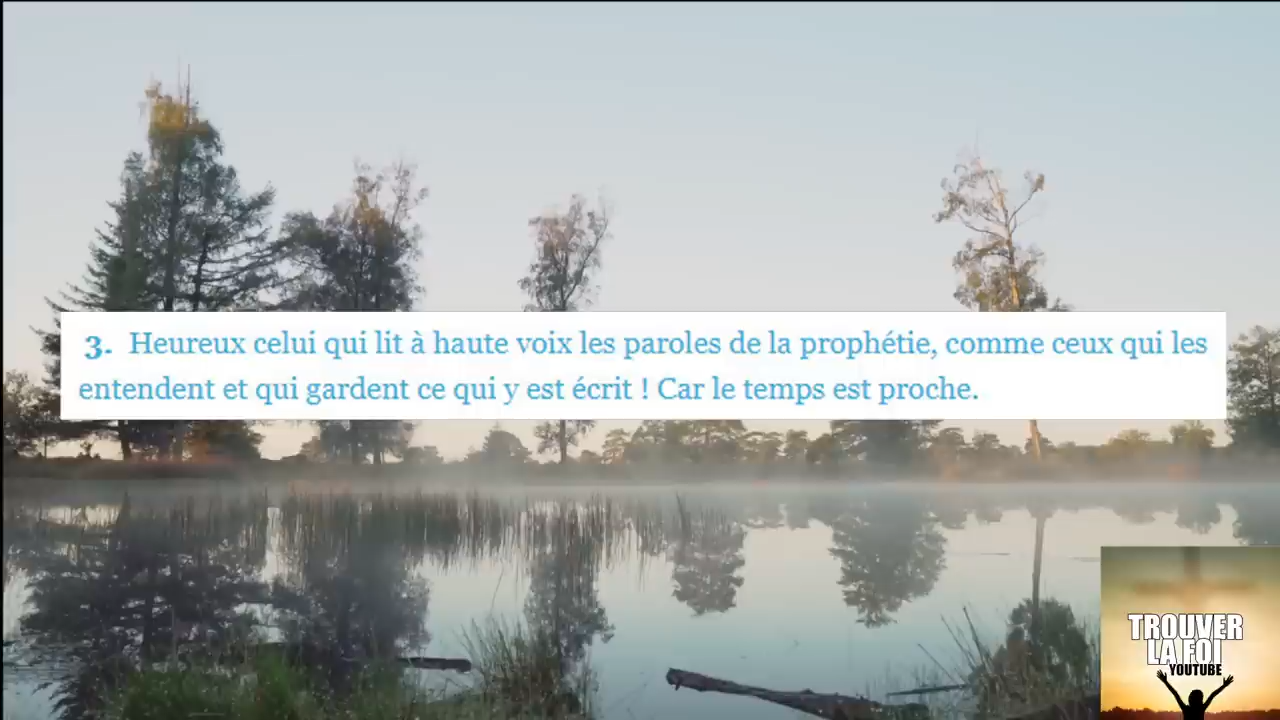 3. Heureux celui qui lit à haute voix les paroles de la prophétie, comme ceux qui les
entendent et qui gardent ce qui y est écrit ! Car le temps est proche.
TROUVER
LA FOI
YOUTUBE